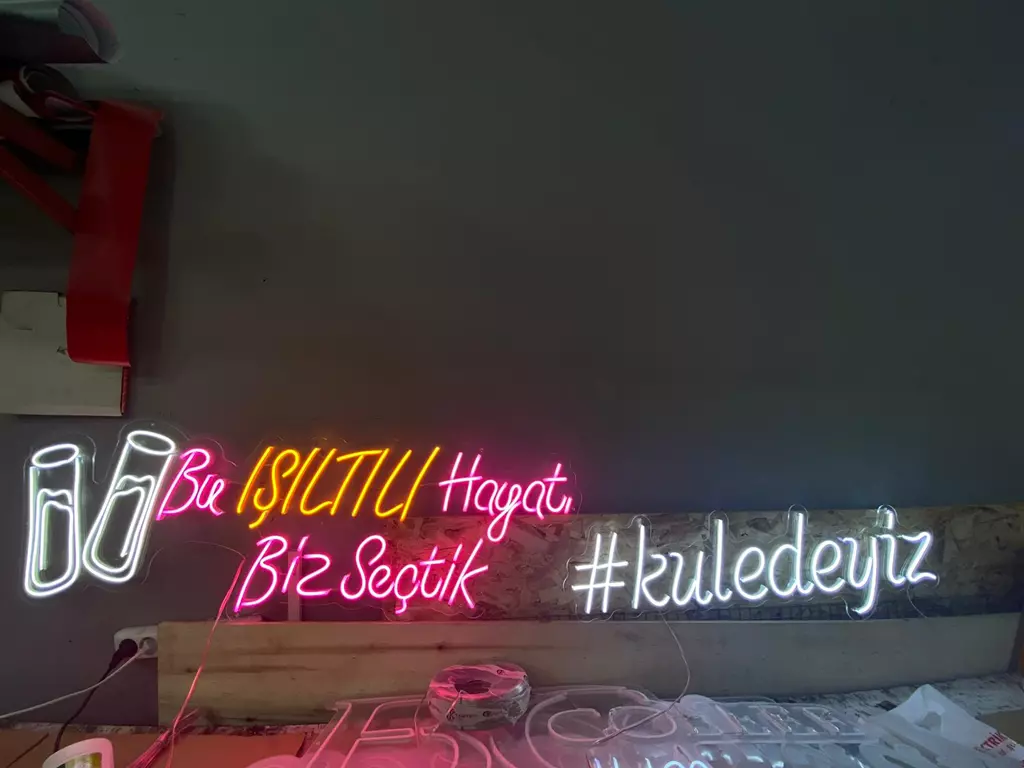 Bu IŞILTILI Hayatı
Biz Seçtik
#kuledeyiz